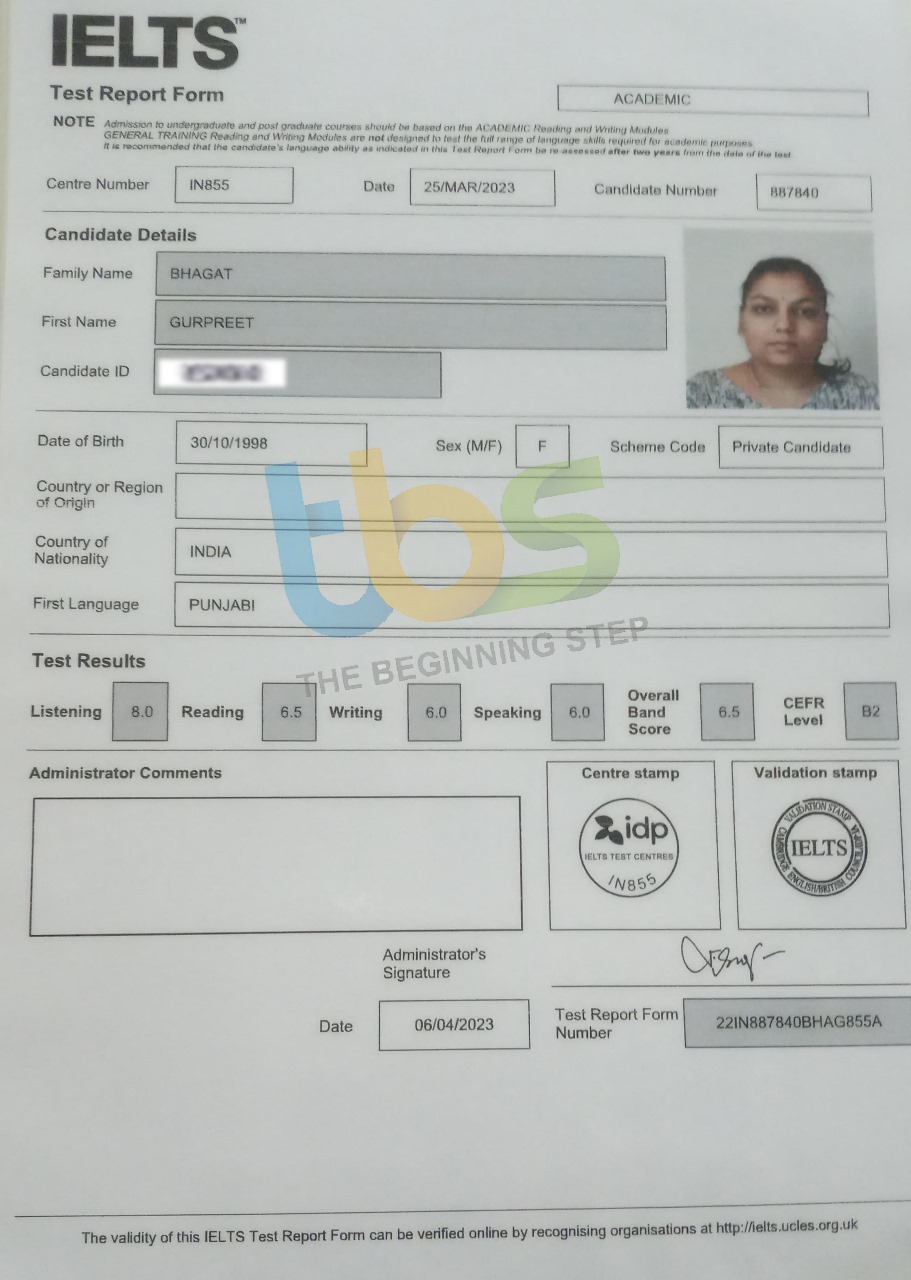 IELTS™
Test Report Form
ACADEMIC
NOTE Admission to undergraduate and post graduate courses should be based on the ACADEMIC Reading and Writing Modules.
GENERAL TRAINING Reading and Writing Modules are not designed to test the full range of language skills required for academic purposes.
It is recommended that the candidate's language ability as indicated in this Test Report Form be re-assessed after two years from the date of the test.
Centre Number IN855 Date 25/MAR/2023 Candidate Number 887840
Candidate Details
Family Name BHAGAT
First Name GURPREET
Candidate ID
Date of Birth 30/10/1998 Sex (M/F) F Scheme Code Private Candidate
Country or Region
of Origin
Country of
Nationality INDIA
First Language PUNJABI
tbs
THE BEGINNING STEP
Test Results
Listening 8.0 Reading 6.5 Writing 6.0 Speaking 6.0 Overall Band Score 6.5 CEFR Level B2
Administrator Comments
Centre stamp
idp
IELTS TEST CENTRES
IN855
Validation stamp
VALIDATION STAMP
IELTS
CAMBRIDGE ENGLISH/BRITISH COUNCIL/IDP:IA
Administrator's
Signature
Date 06/04/2023
Test Report Form
Number 22IN887840BHAG855A
The validity of this IELTS Test Report Form can be verified online by recognising organisations at http://ielts.ucles.org.uk